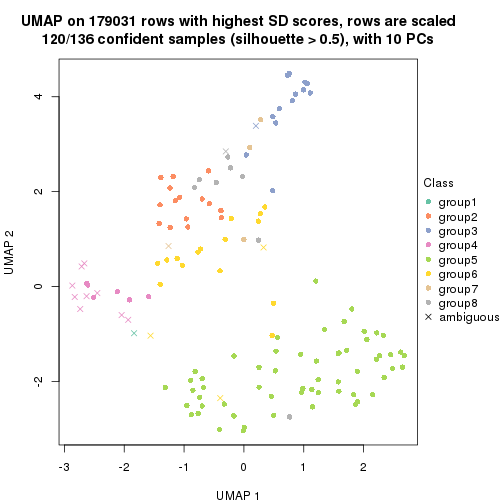 UMAP on 179031 rows with highest SD scores, rows are scaled
120/136 confident samples (silhouette > 0.5), with 10 PCs
4
2
0
-2
UMAP 2
-3
-2
-1
0
1
2
UMAP 1
Class
group1
group2
group3
group4
group5
group6
group7
group8
ambiguous